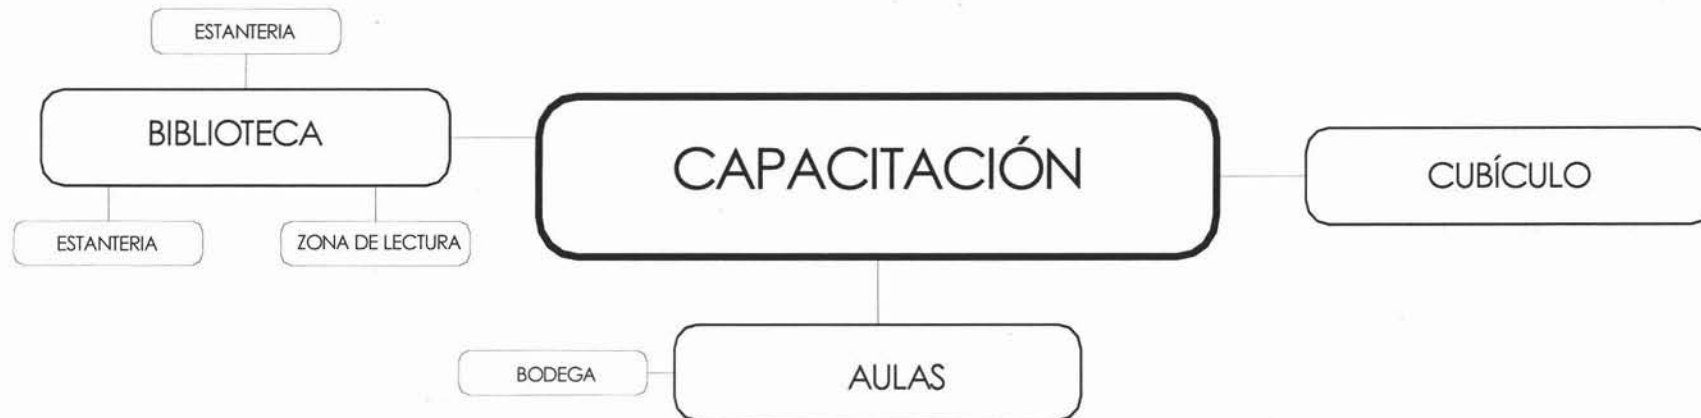 ESTANTERIA
BIBLIOTECA
CAPACITACIÓN
CUBÍCULO
ESTANTERIA
ZONA DE LECTURA
BODEGA
AULAS